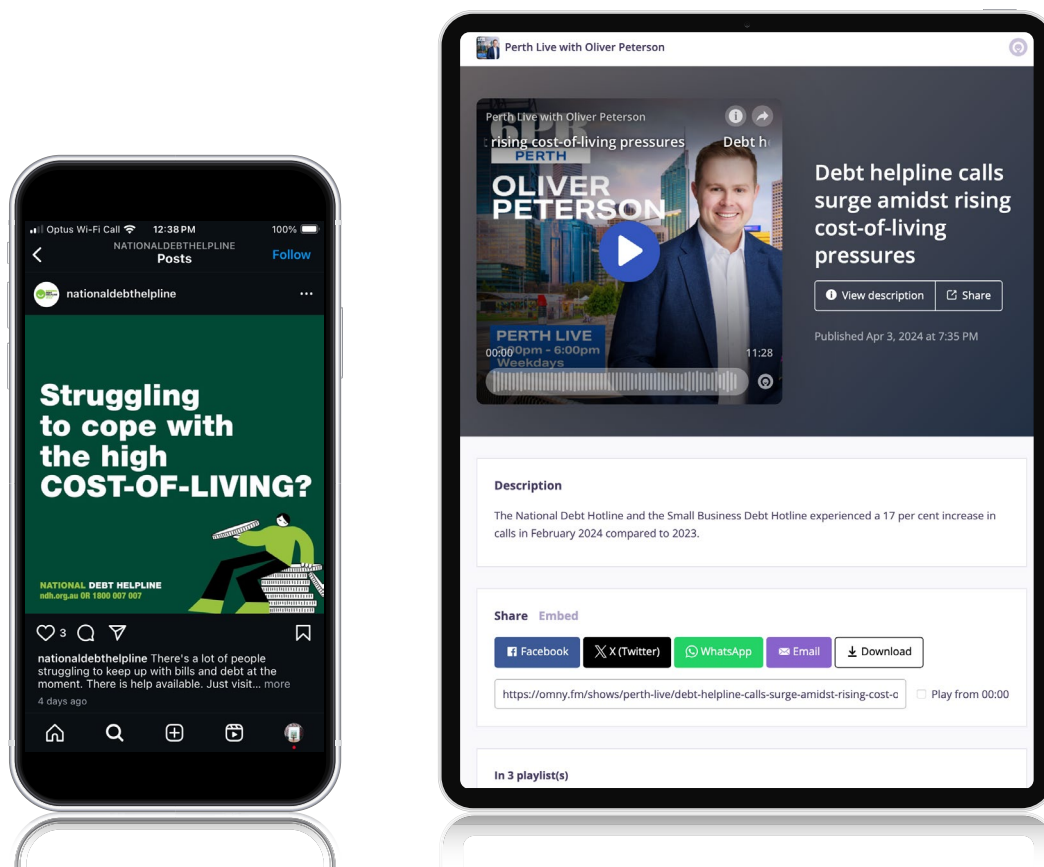 Optus Wi-Fi Call
12:38 PM
100%
NATIONALDEBTHELPLINE
Posts
Follow
nationaldebthelpline
Struggling
to cope with
the high
COST-OF-LIVING?
NATIONAL DEBT HELPLINE
ndh.org.au OR 1800 007 007
3
nationaldebthelpline There's a lot of people
struggling to keep up with bills and debt at the
moment. There is help available. Just visit... more
4 days ago
Perth Live with Oliver Peterson
Perth Live with Oliver Peterson
rising cost-of-living pressures
Debt h
6PR
PERTH
OLIVER
PETERSON
PERTH LIVE
00:00
00pm - 6:00pm
11:28
Weekdays
Debt helpline calls
surge amidst rising
cost-of-living
pressures
View description
Share
Published Apr 3, 2024 at 7:35 PM
Description
The National Debt Hotline and the Small Business Debt Hotline experienced a 17 per cent increase in
calls in February 2024 compared to 2023.
Share Embed
Facebook
X (Twitter)
WhatsApp
Email
Download
https://omny.fm/shows/perth-live/debt-helpline-calls-surge-amidst-rising-cost-o
Play from 00:00
In 3 playlist(s)